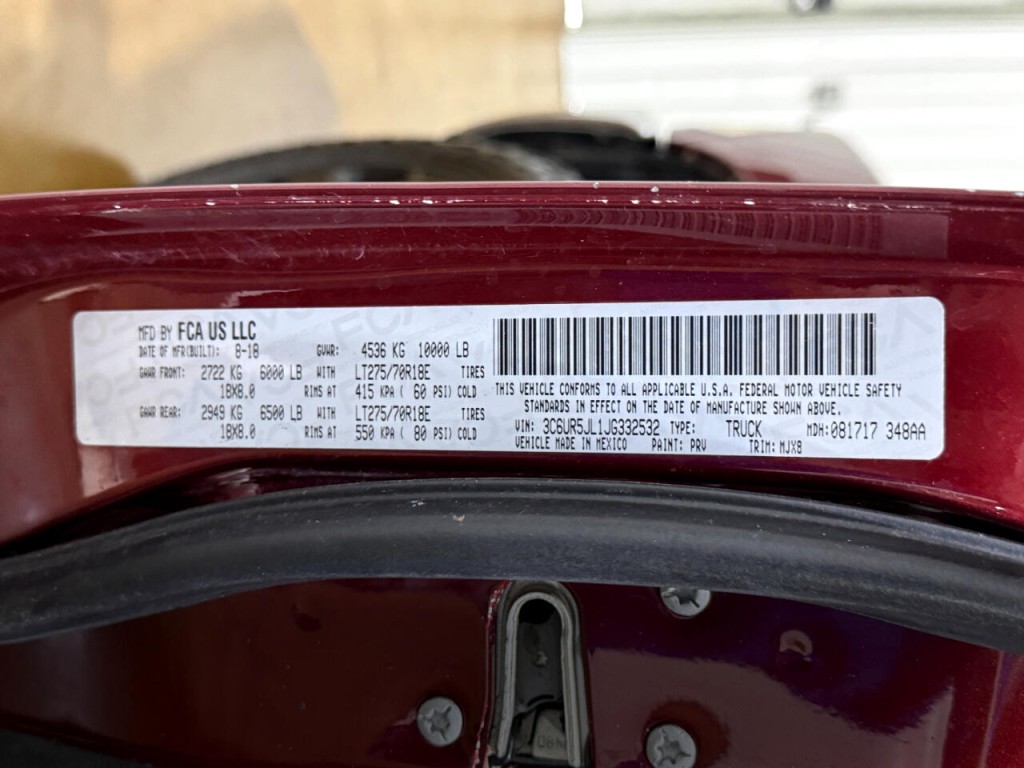 MFD BY FCA US LLC
DATE OF MFR(BUILT): 8-18 GVWR: 4536 KG 10000 LB
GAWR FRONT: 2722 KG 6000 LB WITH LT275/70R18E TIRES
18X8.0 RIMS AT 415 KPA ( 60 PSI) COLD
GAWR REAR: 2949 KG 6500 LB WITH LT275/70R18E TIRES
18X8.0 RIMS AT 550 KPA ( 80 PSI) COLD
THIS VEHICLE CONFORMS TO ALL APPLICABLE U.S.A. FEDERAL MOTOR VEHICLE SAFETY
STANDARDS IN EFFECT ON THE DATE OF MANUFACTURE SHOWN ABOVE.
VIN: 3C6UR5JL1JG332532 TYPE: TRUCK MDH: 081717 348AA
VEHICLE MADE IN MEXICO PAINT: PRV TRIM: MJX8